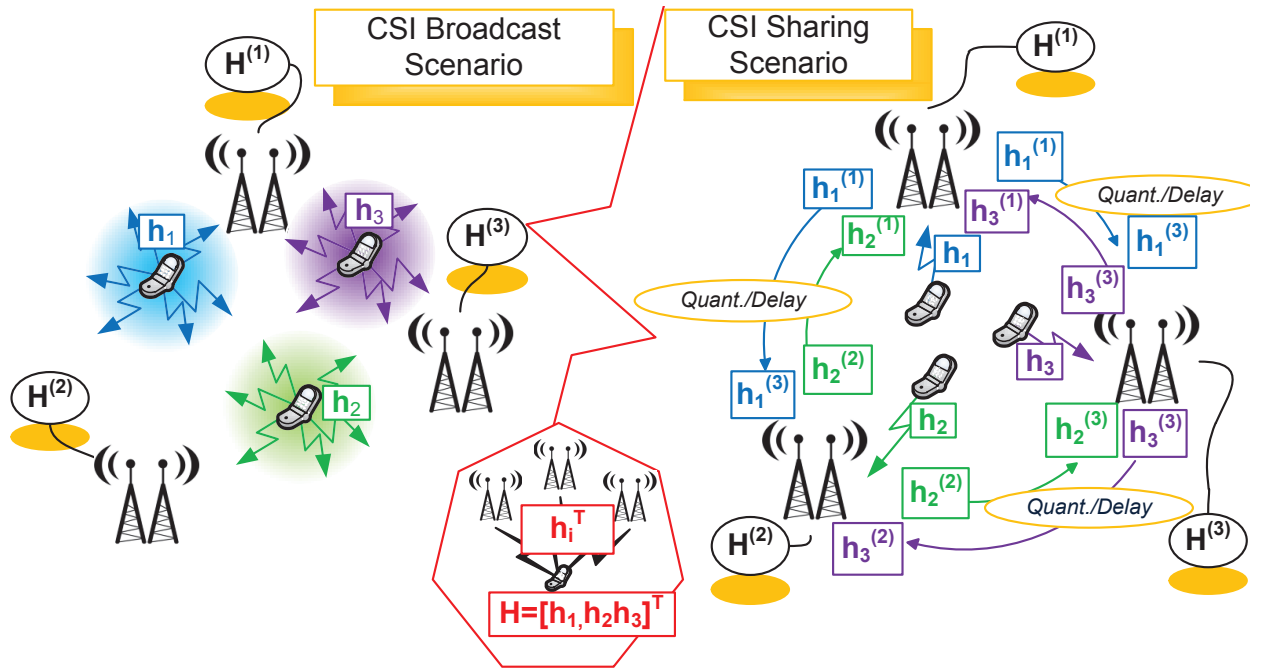 CSI Broadcast
Scenario
H(1)
h1
h3
H(3)
H(2)
h2
hiT
H=[h1,h2h3]T
CSI Sharing
Scenario
H(1)
h1(1)
h2(1)
Quant./Delay
h1(3)
h2(2)
h1
h3(1)
h1(1)
Quant./Delay
h1(3)
h3(3)
h3
h2
h2(3)
h3(3)
h2(2)
Quant./Delay
h3(2)
H(2)
H(3)